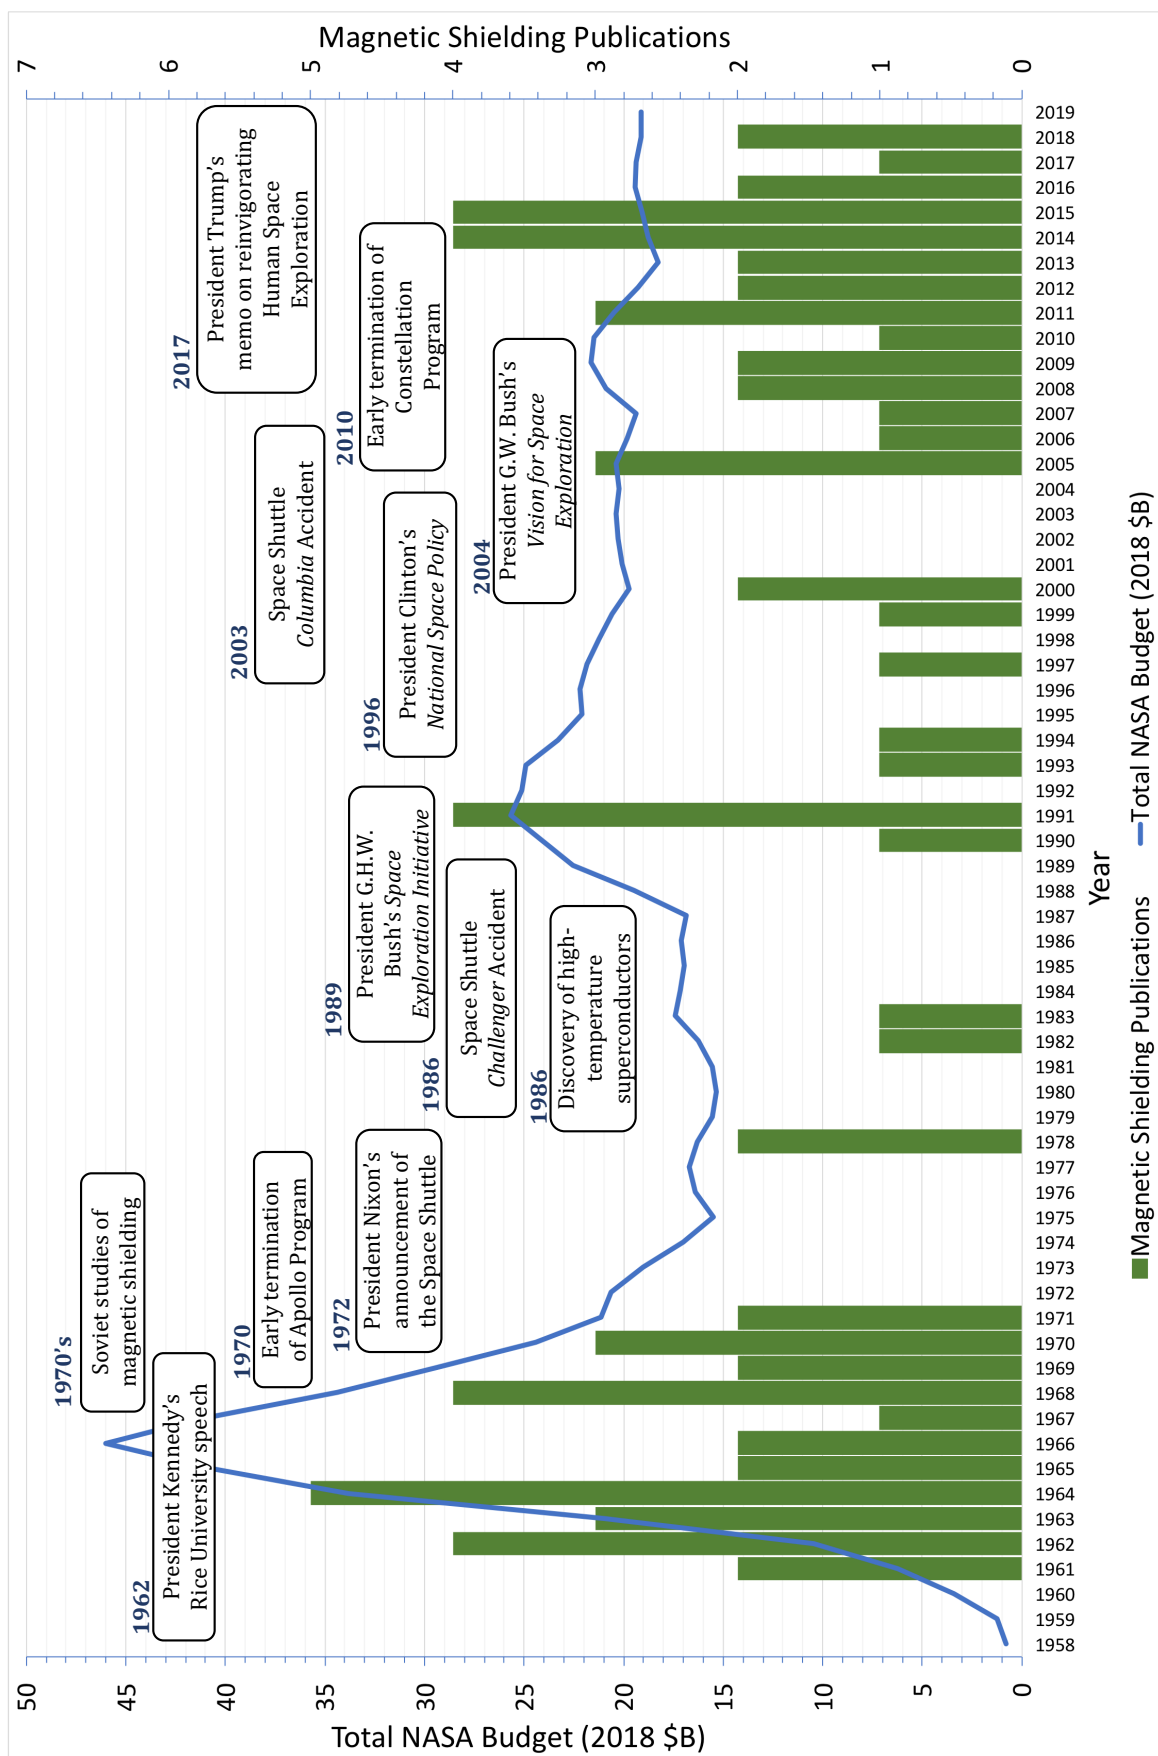 Magnetic Shielding Publications
7
6
5
4
3
2
1
0
1970's
Soviet studies of
magnetic shielding
1962
President Kennedy's
Rice University speech
1970
Early termination
of Apollo Program
1972
President Nixon's
announcement of
the Space Shuttle
1986
Space Shuttle
Challenger Accident
1986
Discovery of high-
temperature
superconductors
1989
President G.H.W.
Bush's Space
Exploration Initiative
1996
President Clinton's
National Space Policy
2003
Space Shuttle
Columbia Accident
2004
President G.W. Bush's
Vision for Space
Exploration
2010
Early termination of
Constellation
Program
2017
President Trump's
memo on reinvigorating
Human Space
Exploration
50
45
40
35
30
25
20
15
10
5
0
Total NASA Budget (2018 $B)
1958
1959
1960
1961
1962
1963
1964
1965
1966
1967
1968
1969
1970
1971
1972
1973
1974
1975
1976
1977
1978
1979
1980
1981
1982
1983
1984
1985
1986
1987
1988
1989
1990
1991
1992
1993
1994
1995
1996
1997
1998
1999
2000
2001
2002
2003
2004
2005
2006
2007
2008
2009
2010
2011
2012
2013
2014
2015
2016
2017
2018
2019
Year
Magnetic Shielding Publications
Total NASA Budget (2018 $B)